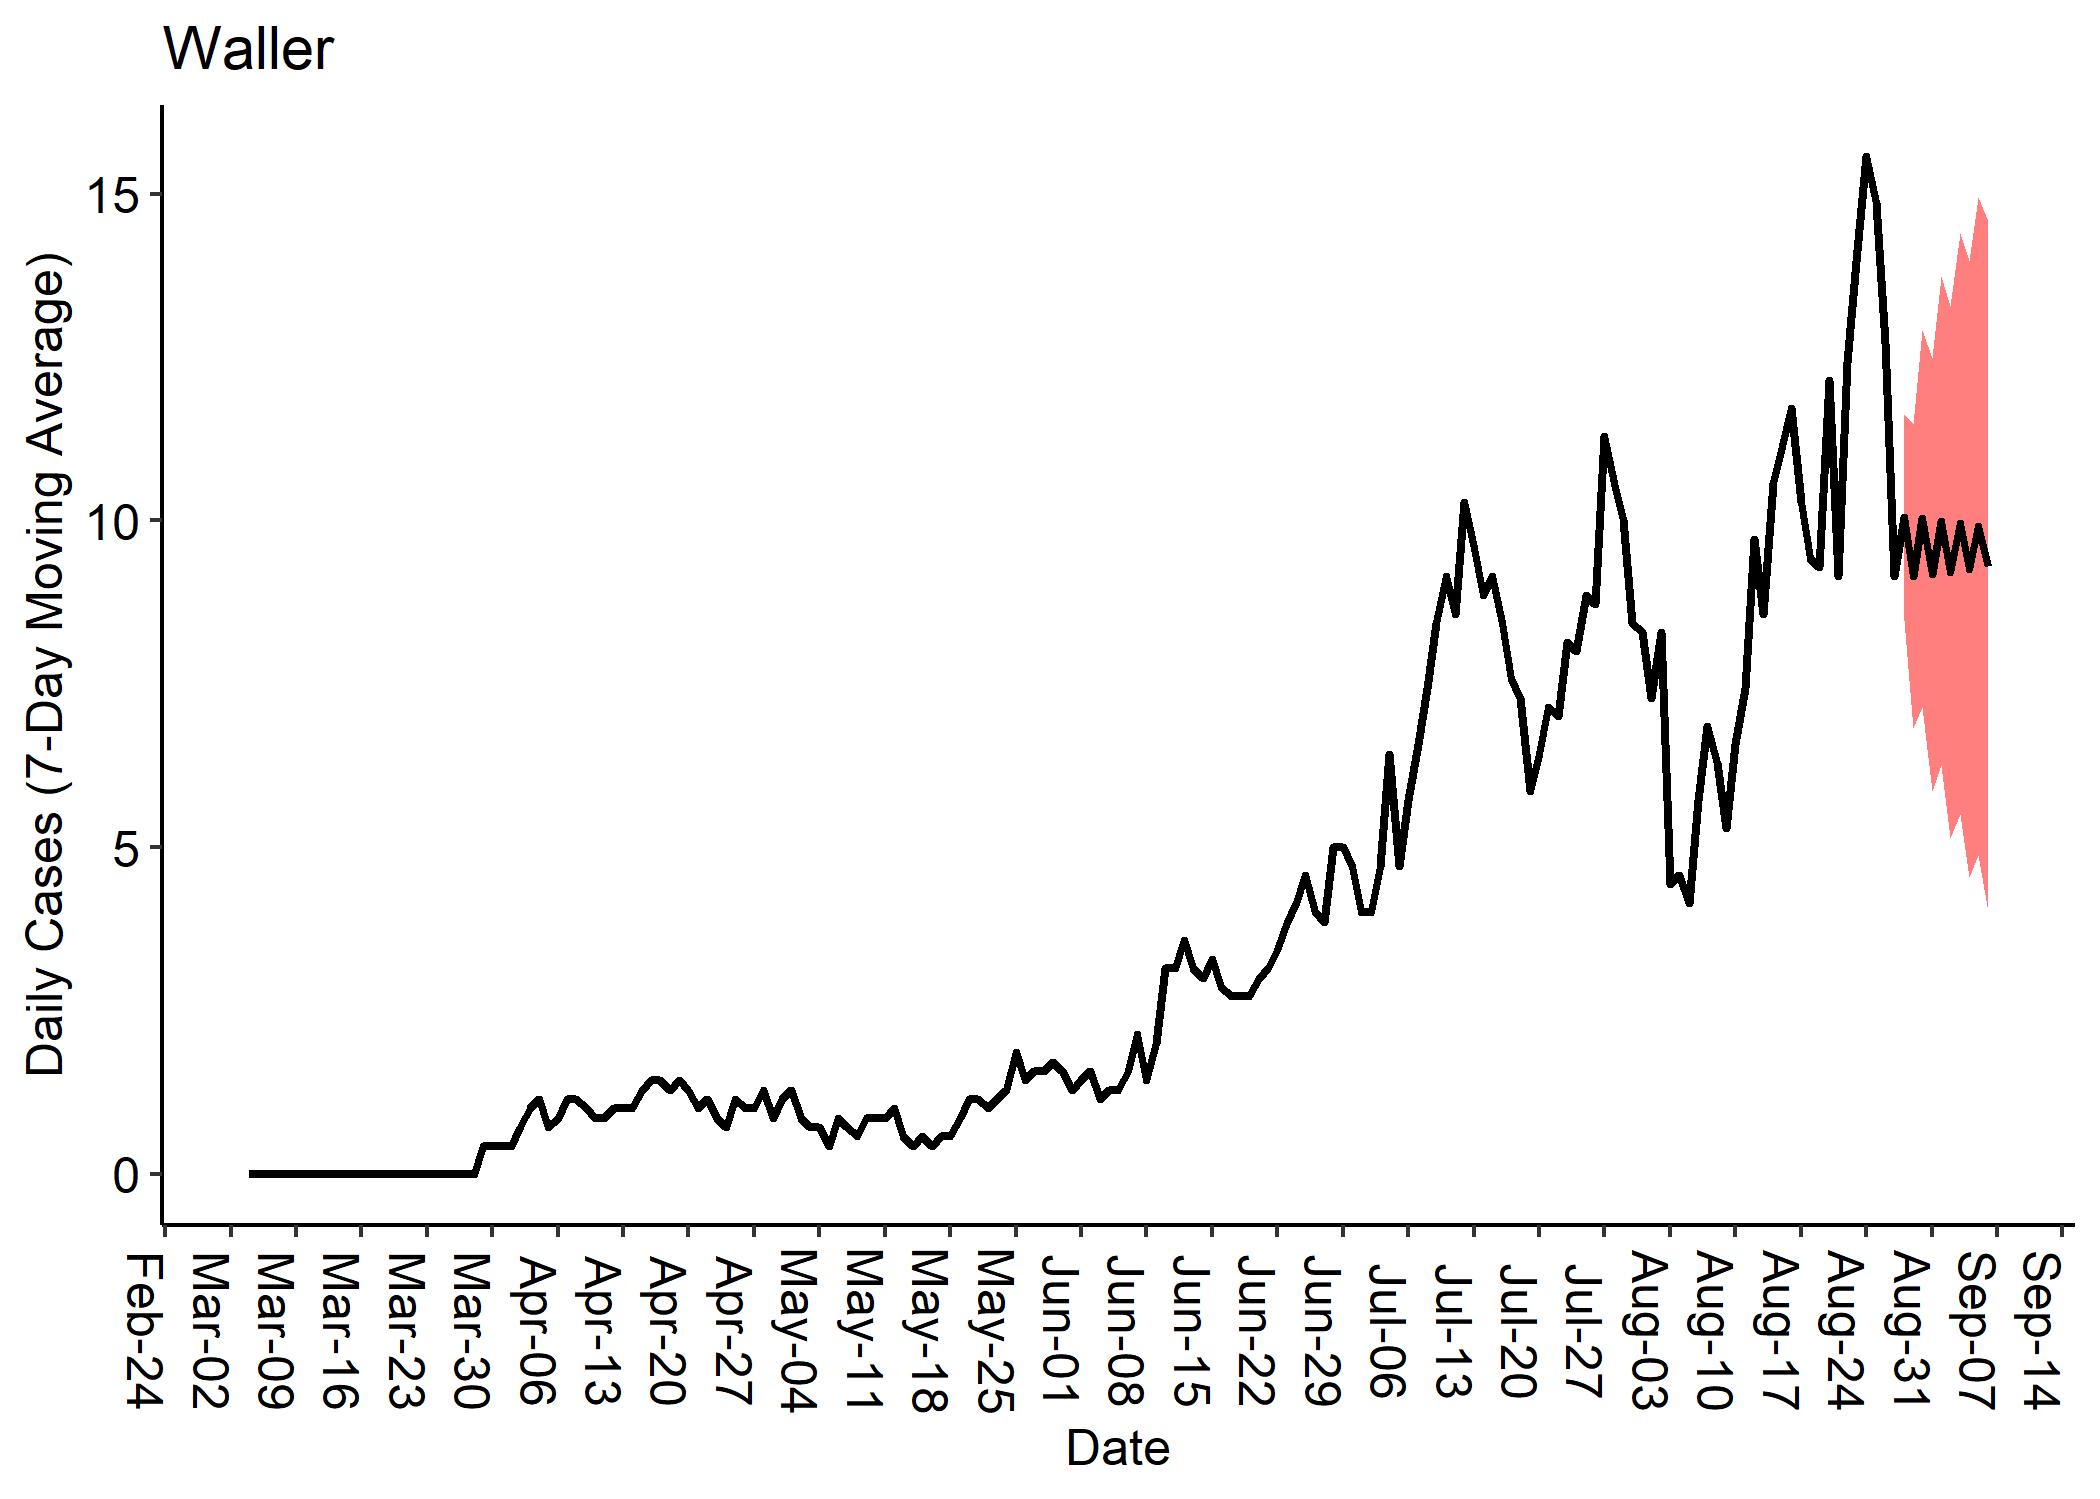 Waller
Daily Cases (7-Day Moving Average)
15
10
5
0
Feb-24
Mar-02
Mar-09
Mar-16
Mar-23
Mar-30
Apr-06
Apr-13
Apr-20
Apr-27
May-04
May-11
May-18
May-25
Jun-01
Jun-08
Jun-15
Jun-22
Jun-29
Jul-06
Jul-13
Jul-20
Jul-27
Aug-03
Aug-10
Aug-17
Aug-24
Aug-31
Sep-07
Sep-14
Date